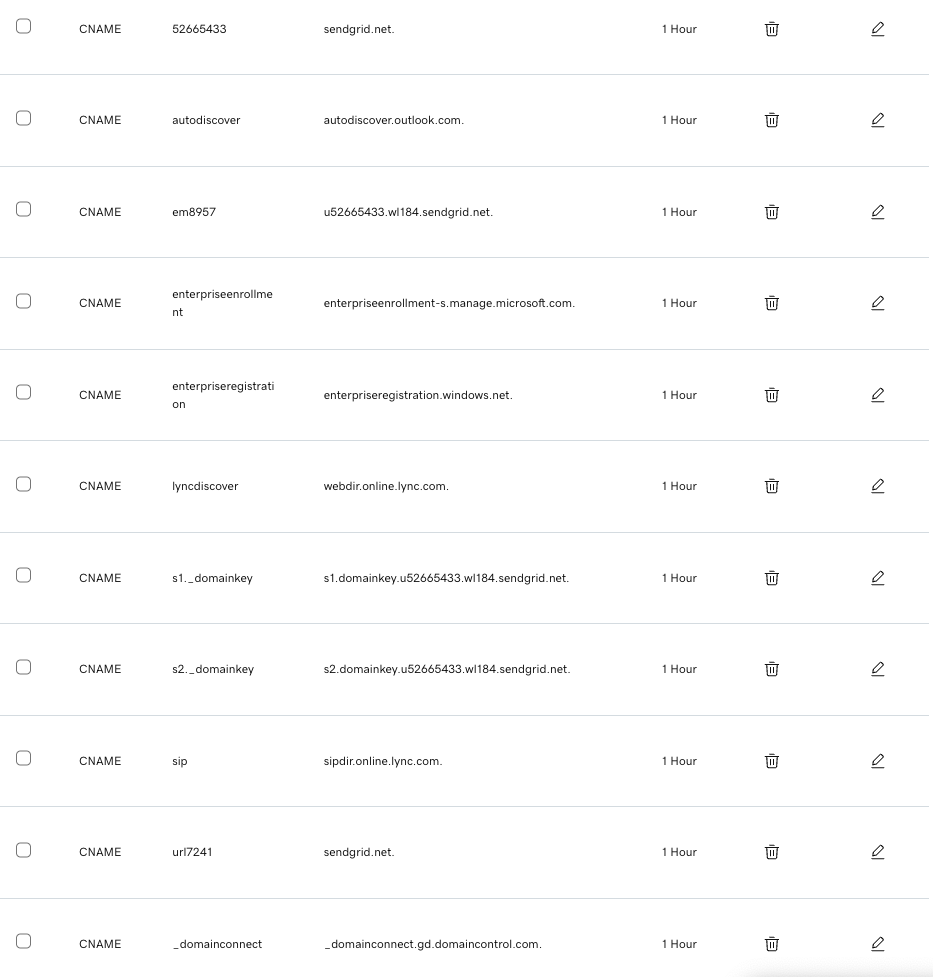 CNAME 52665433 sendgrid.net. 1 Hour
CNAME autodiscover autodiscover.outlook.com. 1 Hour
CNAME em8957 u52665433.wl184.sendgrid.net. 1 Hour
CNAME enterpriseenrollme
nt enterpriseenrollment-s.manage.microsoft.com. 1 Hour
CNAME enterpriseregistrati
on enterpriseregistration.windows.net. 1 Hour
CNAME lyncdiscover webdir.online.lync.com. 1 Hour
CNAME s1._domainkey s1.domainkey.u52665433.wl184.sendgrid.net. 1 Hour
CNAME s2._domainkey s2.domainkey.u52665433.wl184.sendgrid.net. 1 Hour
CNAME sip sipdir.online.lync.com. 1 Hour
CNAME url7241 sendgrid.net. 1 Hour
CNAME _domainconnect _domainconnect.gd.domaincontrol.com. 1 Hour